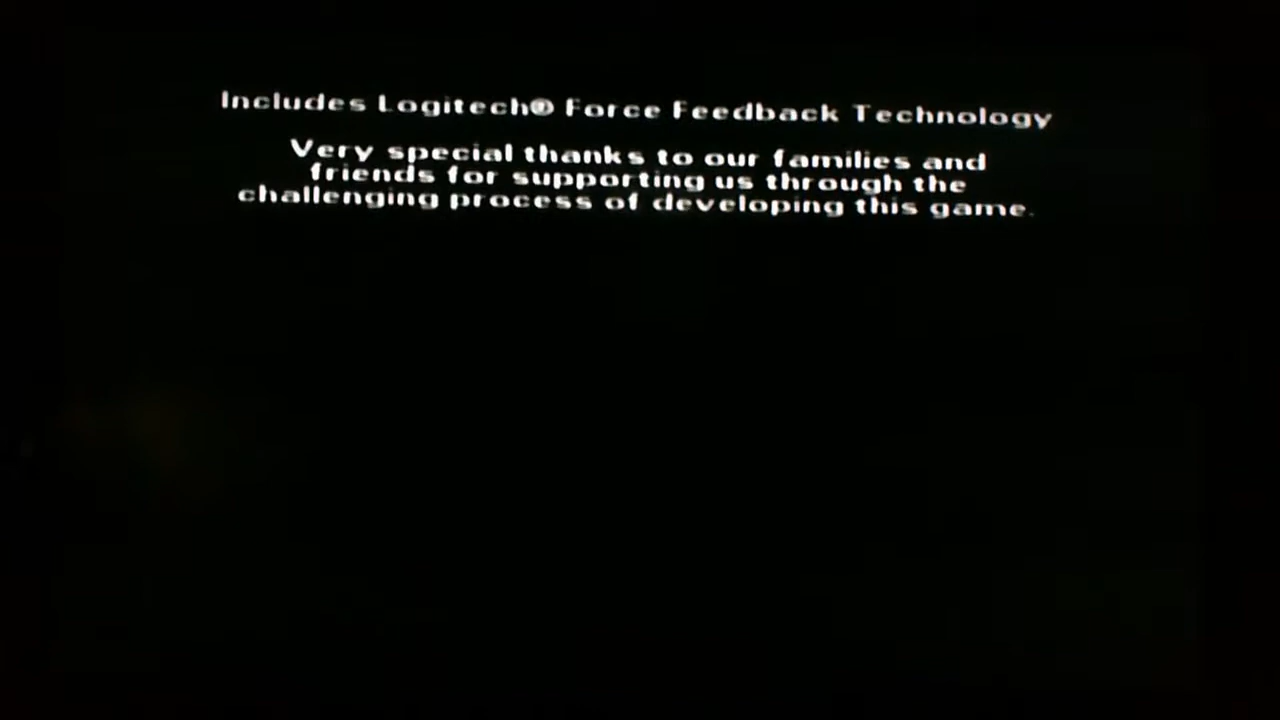 Includes Logitech® Force Feedback Technology
Very special thanks to our families and
friends for supporting us through the
challenging process of developing this game.